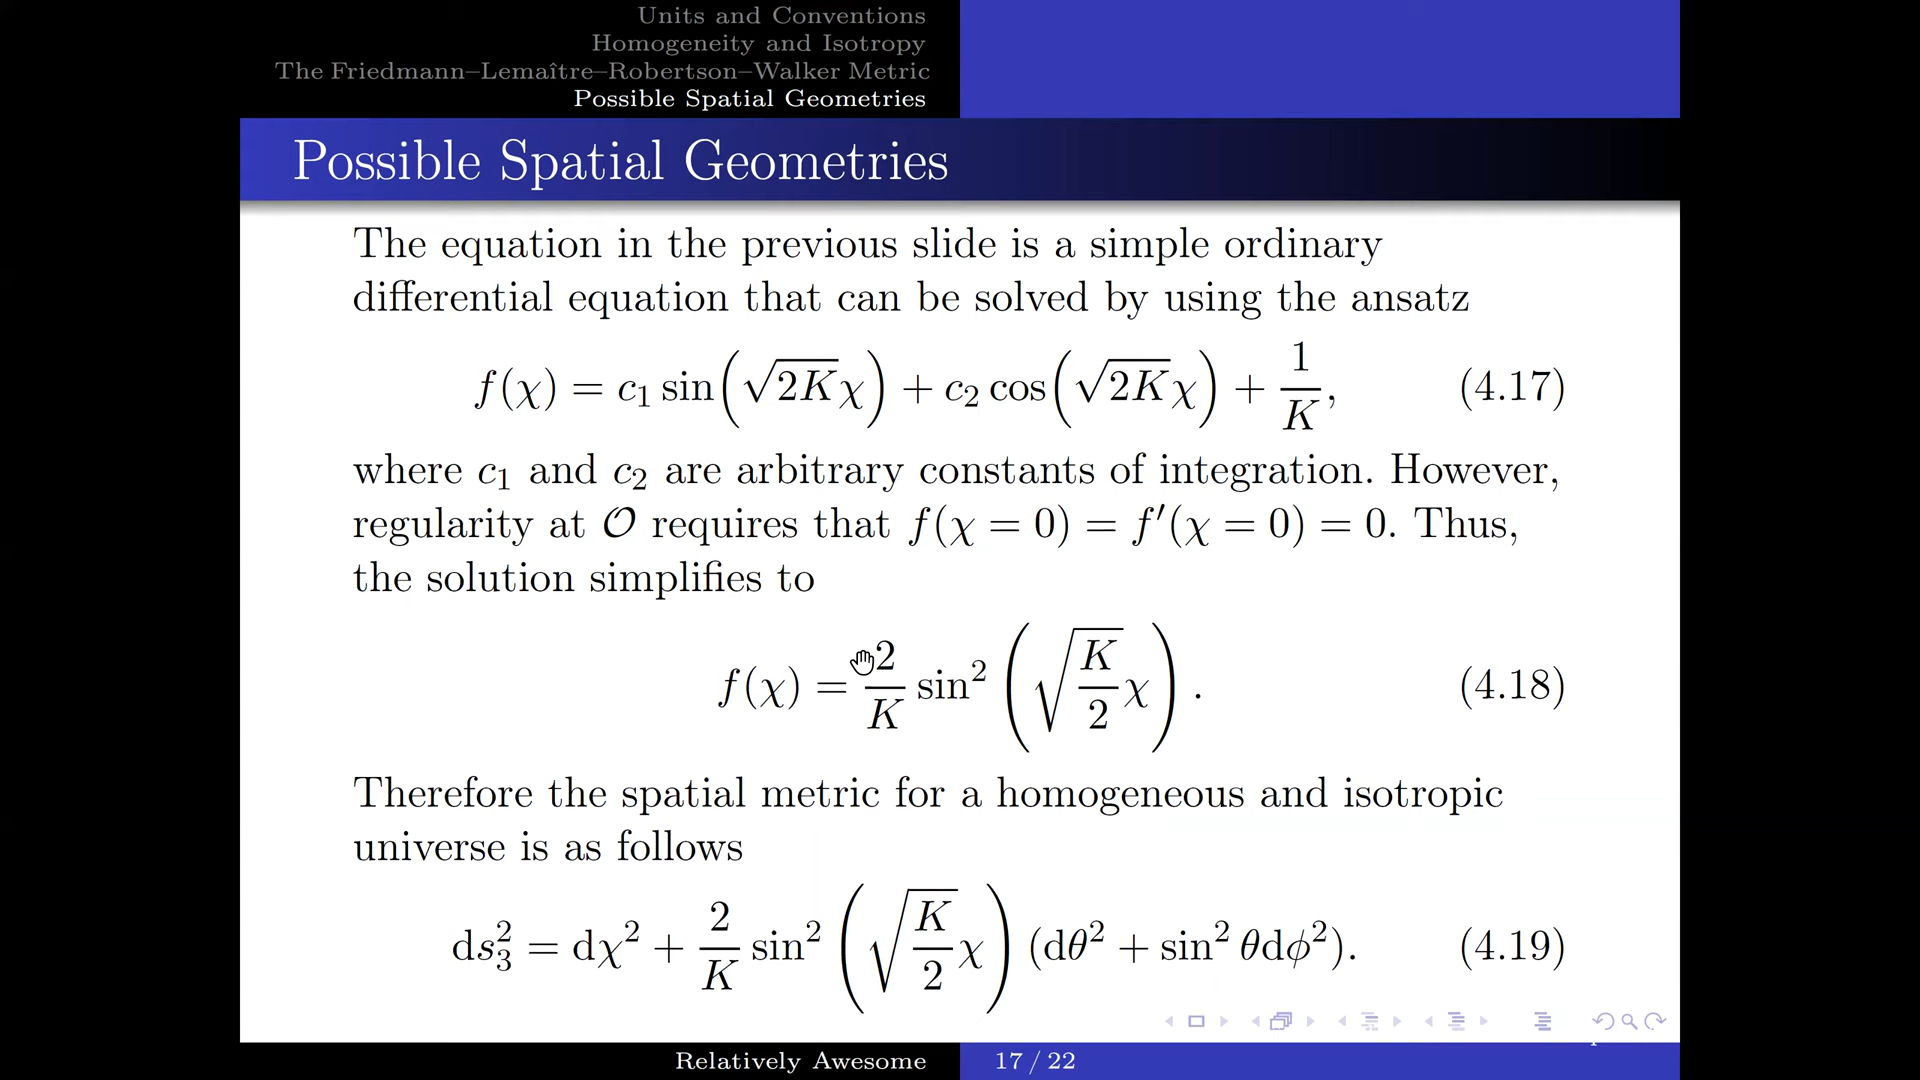 Units and Conventions
Homogeneity and Isotropy
The Friedmann–Lemaître–Robertson–Walker Metric
Possible Spatial Geometries
Possible Spatial Geometries
The equation in the previous slide is a simple ordinary
differential equation that can be solved by using the ansatz
f(χ) = c₁ sin(√(2K)χ) + c₂ cos(√(2K)χ) + 1/K, (4.17)
where c₁ and c₂ are arbitrary constants of integration. However,
regularity at 𝒪 requires that f(χ = 0) = f′(χ = 0) = 0. Thus,
the solution simplifies to
f(χ) = 2/K sin²(√(K/2)χ). (4.18)
Therefore the spatial metric for a homogeneous and isotropic
universe is as follows
ds₃² = dχ² + 2/K sin²(√(K/2)χ)(dθ² + sin² θdϕ²). (4.19)
Relatively Awesome 17 / 22